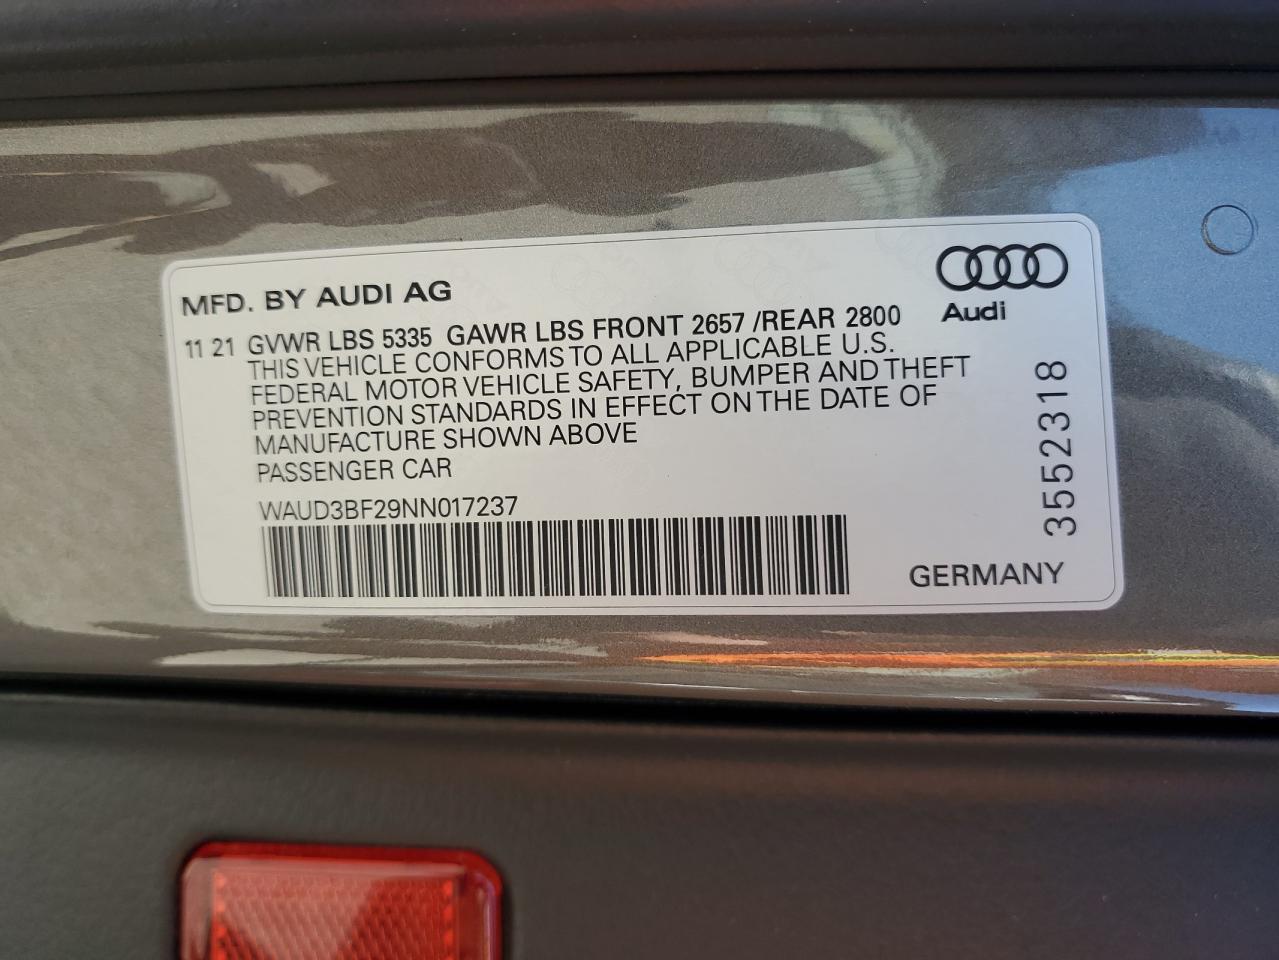 MFD. BY AUDI AG
Audi
11 21 GVWR LBS 5335 GAWR LBS FRONT 2657 /REAR 2800
THIS VEHICLE CONFORMS TO ALL APPLICABLE U.S.
FEDERAL MOTOR VEHICLE SAFETY, BUMPER AND THEFT
PREVENTION STANDARDS IN EFFECT ON THE DATE OF
MANUFACTURE SHOWN ABOVE
PASSENGER CAR
WAUD3BF29NN017237
GERMANY
3552318